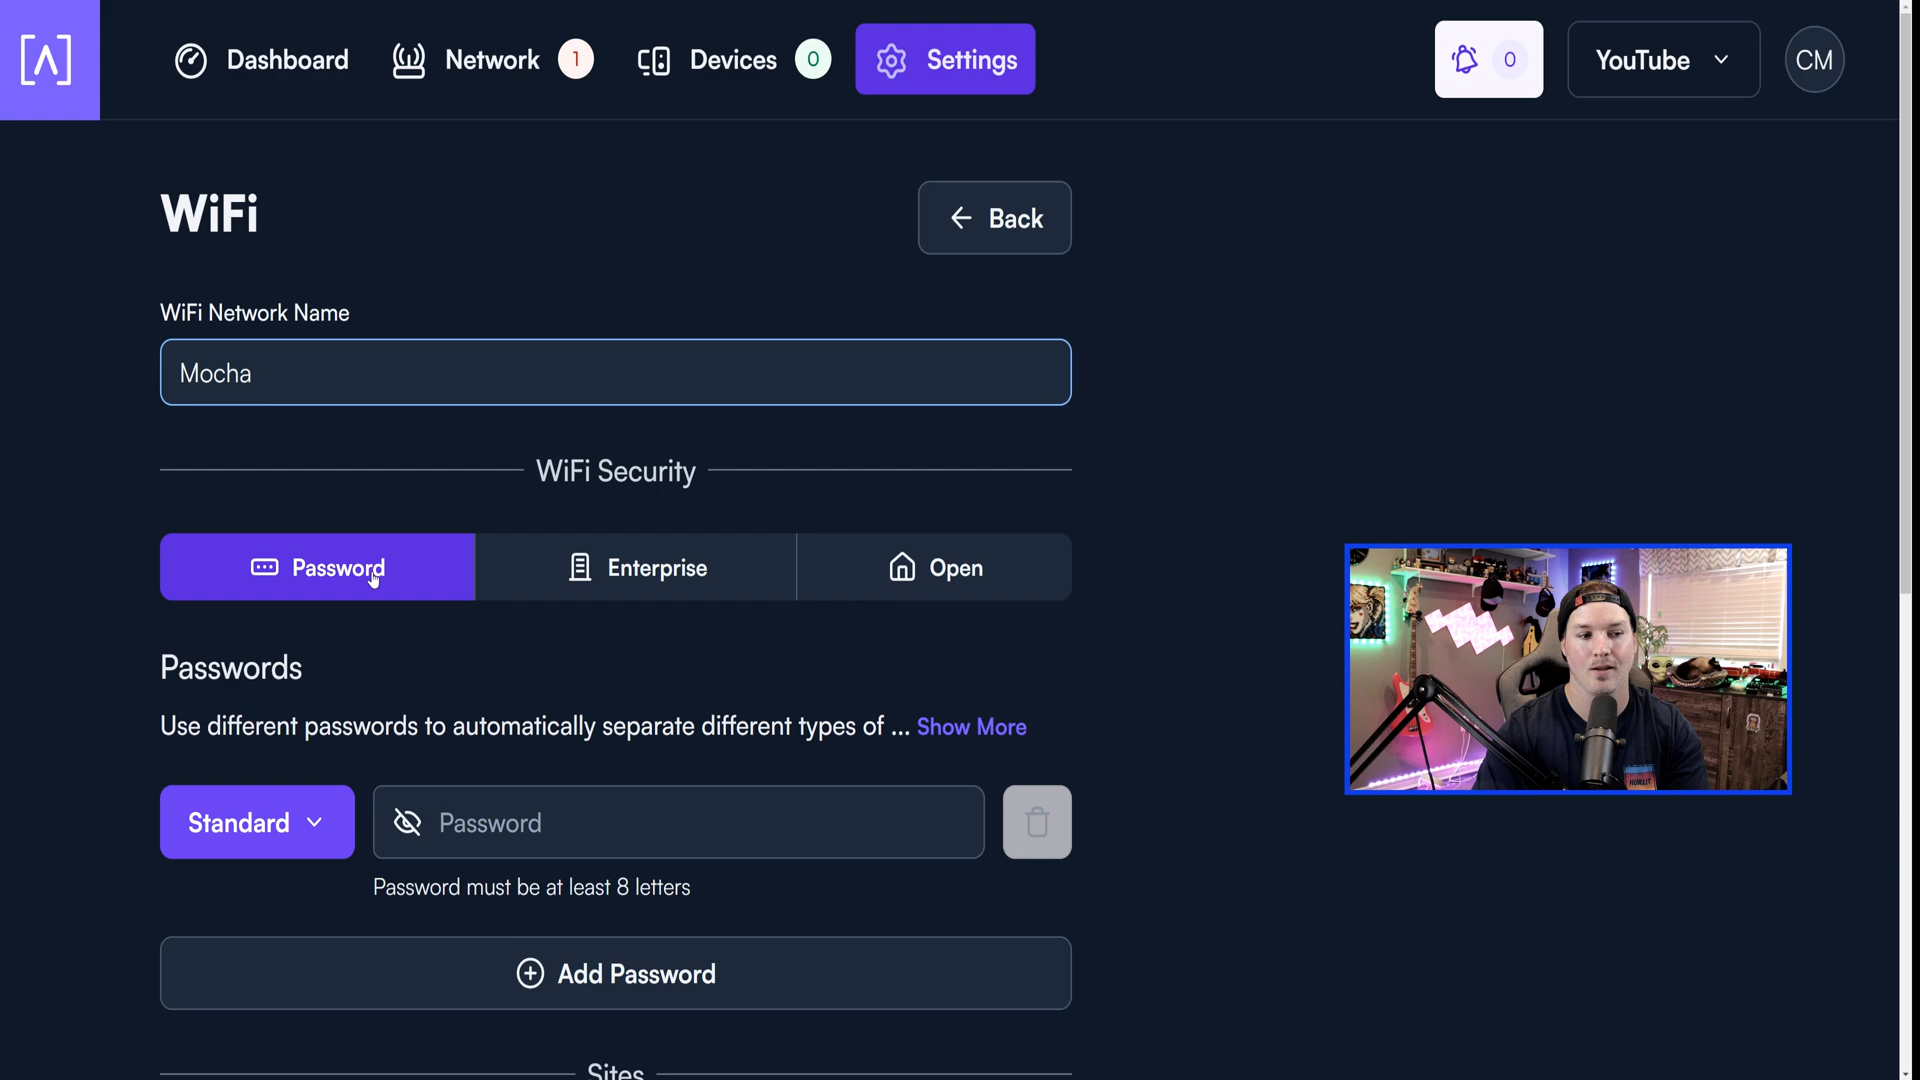 Dashboard
Network 1
Devices 0
Settings
0
YouTube
CM
WiFi
Back
WiFi Network Name
Mocha
WiFi Security
Password
Enterprise
Open
Passwords
Use different passwords to automatically separate different types of ... Show More
Standard
Password
Password must be at least 8 letters
Add Password
Sites